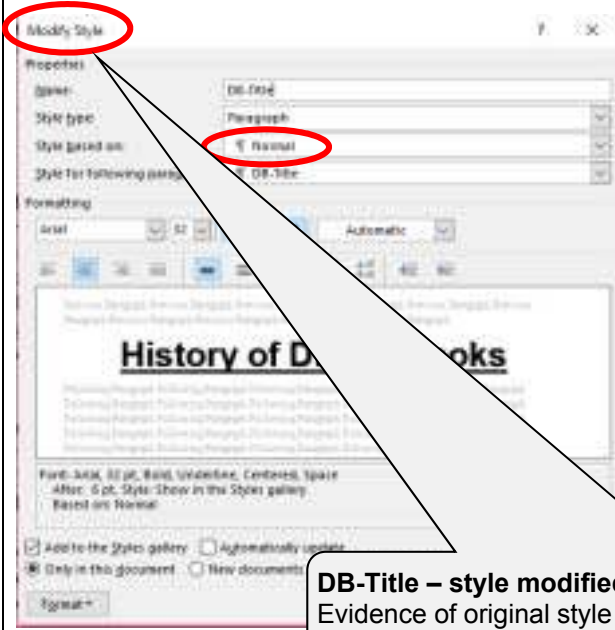 Modify Style ? ×
Properties
Name: DB-Title
Style type: Paragraph
Style based on: ¶ Normal
Style for following parag ¶ DB-Title
Formatting
Arial 32 Automatic
History of D ooks
Font: Arial, 32 pt, Bold, Underline, Centered, Space
After: 6 pt, Style: Show in the Styles gallery
Based on: Normal
Add to the Styles gallery Automatically update
Only in this document New documents
Format
DB-Title – style modified
Evidence of original style